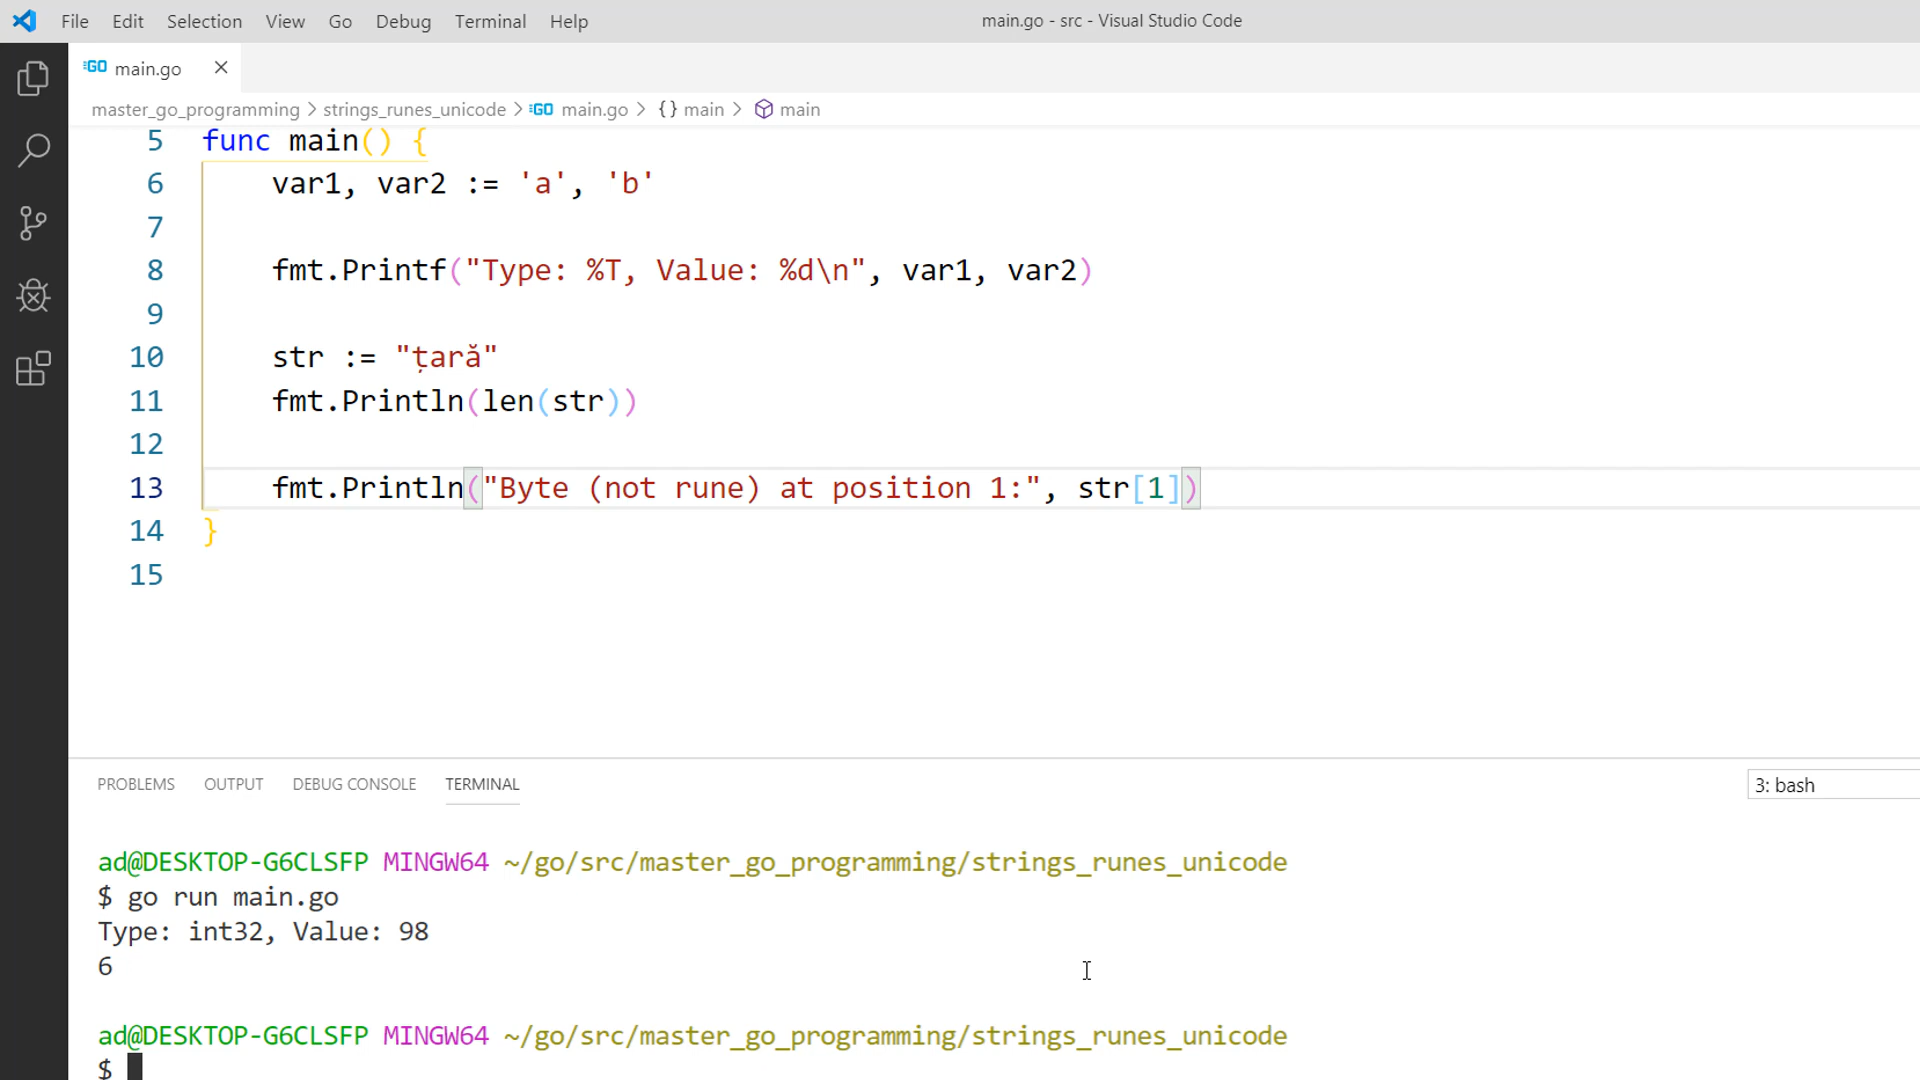 File Edit Selection View Go Debug Terminal Help main.go - src - Visual Studio Code
GO main.go
master_go_programming > strings_runes_unicode > GO main.go > {} main > main
5 func main() {
6 var1, var2 := 'a', 'b'
7
8 fmt.Printf("Type: %T, Value: %d\n", var1, var2)
9
10 str := "țară"
11 fmt.Println(len(str))
12
13 fmt.Println("Byte (not rune) at position 1:", str[1])
14 }
15
PROBLEMS OUTPUT DEBUG CONSOLE TERMINAL 3: bash
ad@DESKTOP-G6CLSFP MINGW64 ~/go/src/master_go_programming/strings_runes_unicode
$ go run main.go
Type: int32, Value: 98
6
ad@DESKTOP-G6CLSFP MINGW64 ~/go/src/master_go_programming/strings_runes_unicode
$